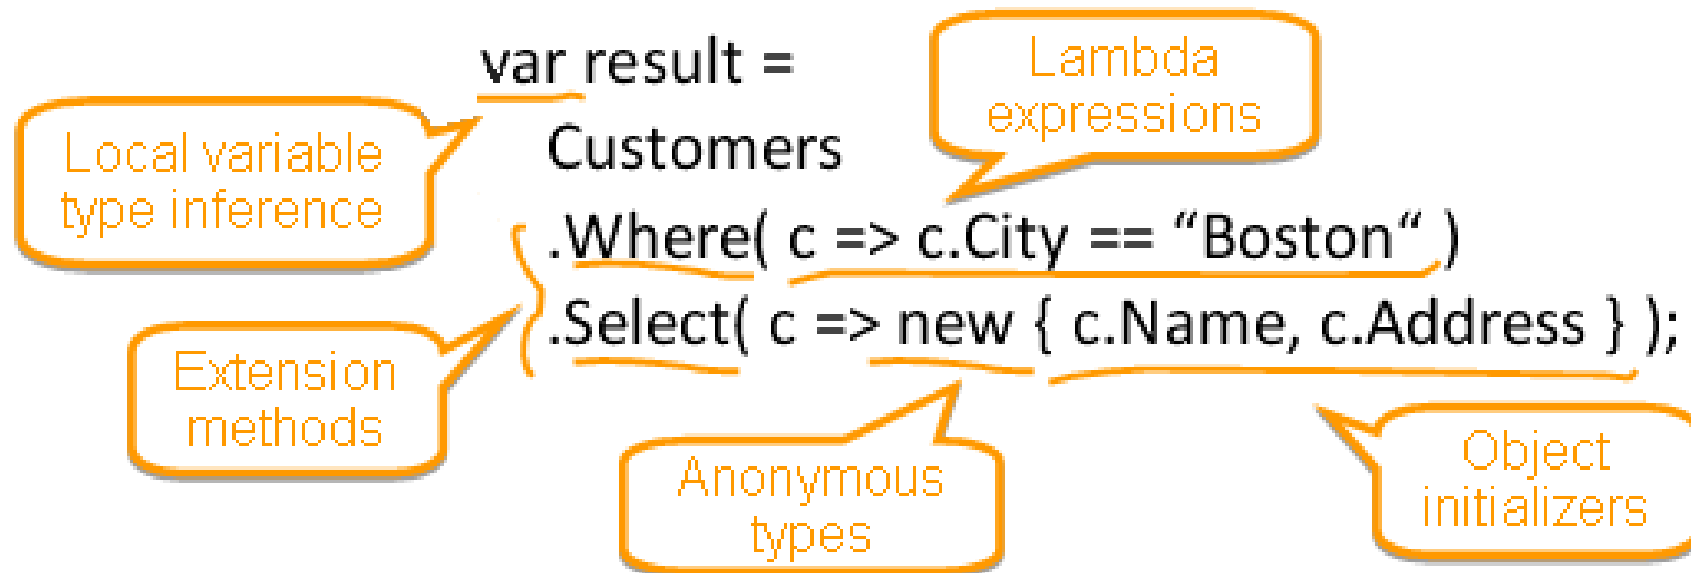 var result =
Lambda
expressions
Local variable
type inference
Customers
.Where( c => c.City == “Boston“ )
.Select( c => new { c.Name, c.Address } );
Extension
methods
Anonymous
types
Object
initializers